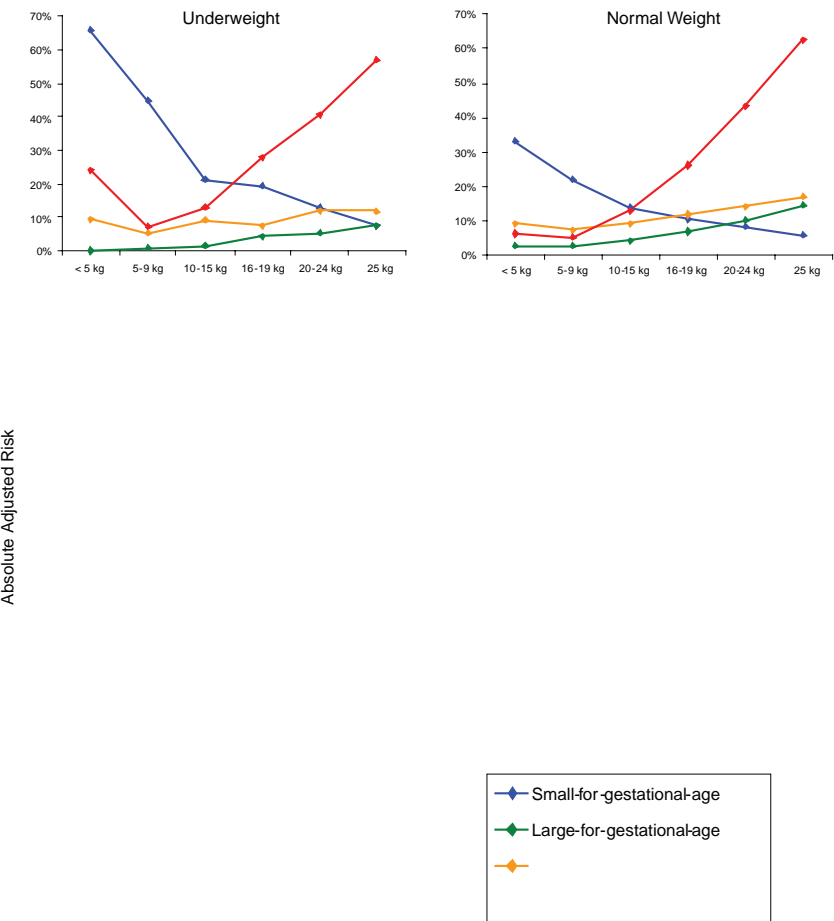 Underweight
70%
60%
50%
40%
30%
20%
10%
0%
< 5 kg 5-9 kg 10-15 kg 16-19 kg 20-24 kg 25 kg
Normal Weight
70%
60%
50%
40%
30%
20%
10%
0%
< 5 kg 5-9 kg 10-15 kg 16-19 kg 20-24 kg 25 kg
Absolute Adjusted Risk
Small-for-gestational-age
Large-for-gestational-age